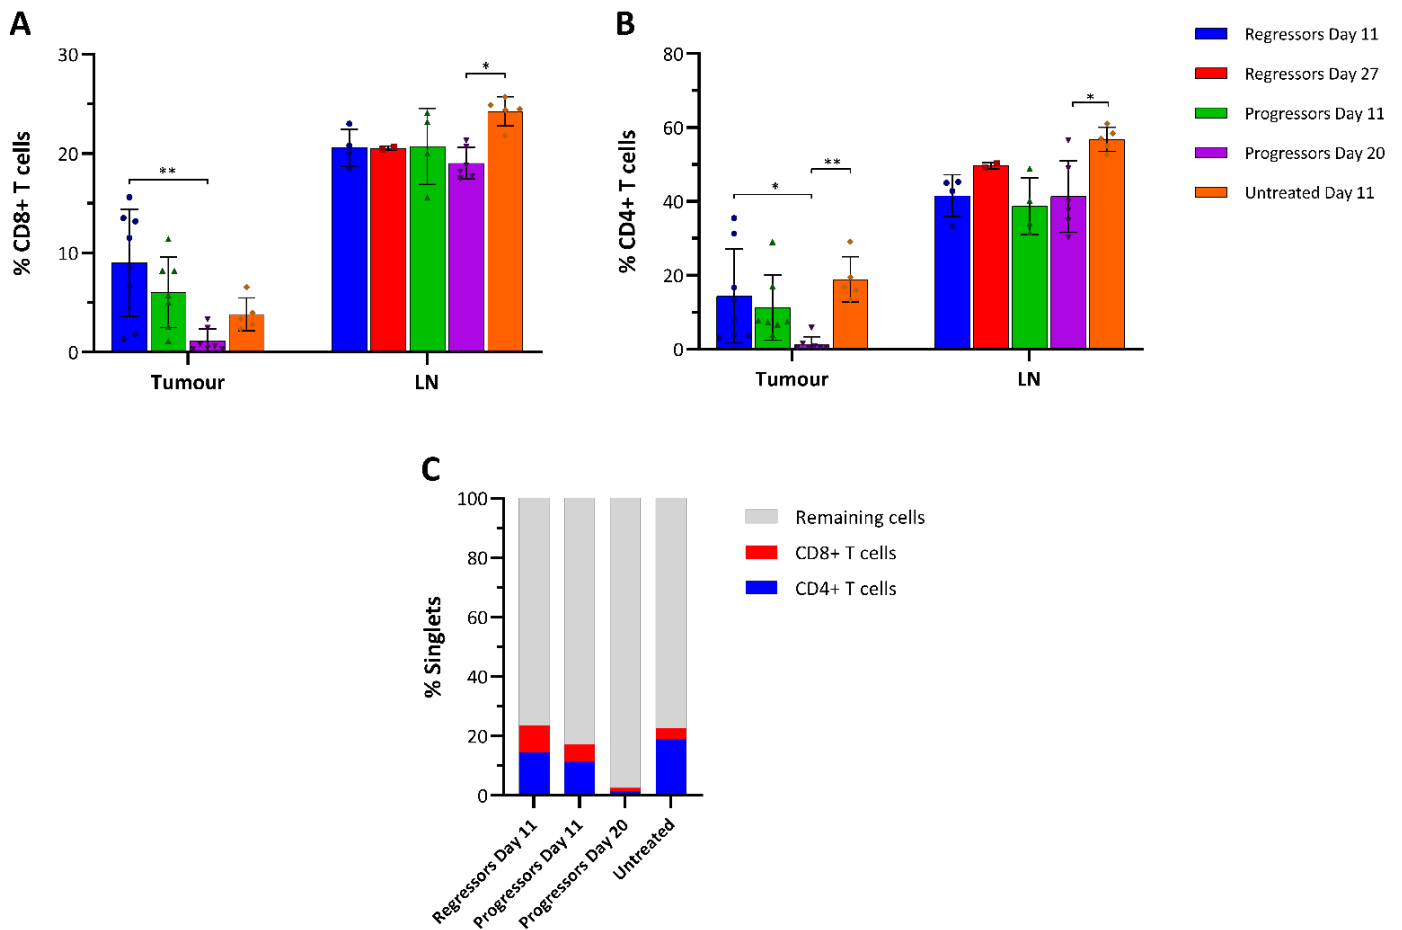 A
B
% CD8+ T cells
30
20
10
0
**
*
Tumour
LN
% CD4+ T cells
80
60
40
20
0
*
**
*
Tumour
LN
Regressors Day 11
Regressors Day 27
Progressors Day 11
Progressors Day 20
Untreated Day 11
C
% Singlets
100
80
60
40
20
0
Regressors Day 11
Progressors Day 11
Progressors Day 20
Untreated
Remaining cells
CD8+ T cells
CD4+ T cells